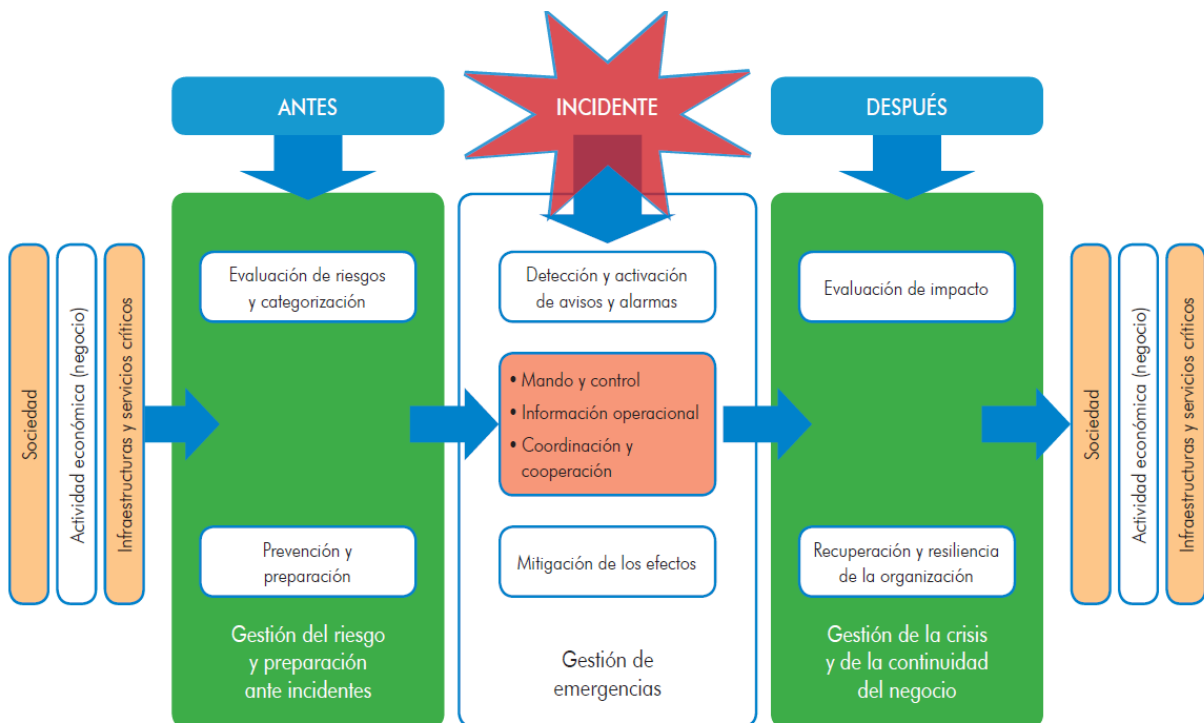 ANTES
INCIDENTE
DESPUÉS
Sociedad
Actividad económica (negocio)
Infraestructuras y servicios críticos
Evaluación de riesgos
y categorización
Prevención y
preparación
Gestión del riesgo
y preparación
ante incidentes
Detección y activación
de avisos y alarmas
• Mando y control
• Información operacional
• Coordinación y
cooperación
Mitigación de los efectos
Gestión de
emergencias
Evaluación de impacto
Recuperación y resiliencia
de la organización
Gestión de la crisis
y de la continuidad
del negocio
Sociedad
Actividad económica (negocio)
Infraestructuras y servicios críticos